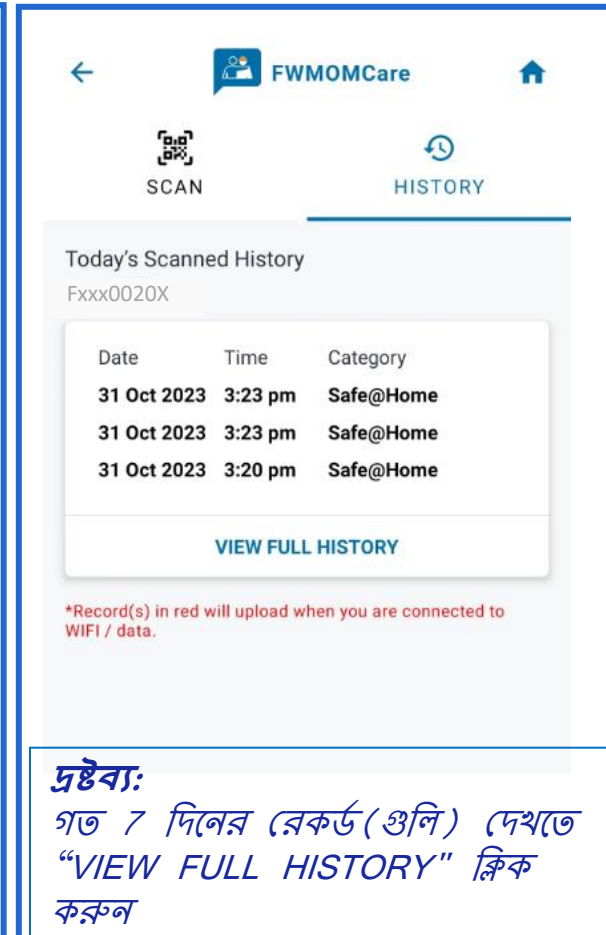 FWMOMCare
SCAN HISTORY
Today's Scanned History
Fxxx0020X
Date Time Category
31 Oct 2023 3:23 pm Safe@Home
31 Oct 2023 3:23 pm Safe@Home
31 Oct 2023 3:20 pm Safe@Home
VIEW FULL HISTORY
*Record(s) in red will upload when you are connected to
WIFI / data.
দ্রষ্টব্য:
গত 7 দিনের রেকর্ড(গুলি) দেখতে
“VIEW FULL HISTORY" ক্লিক
করুন